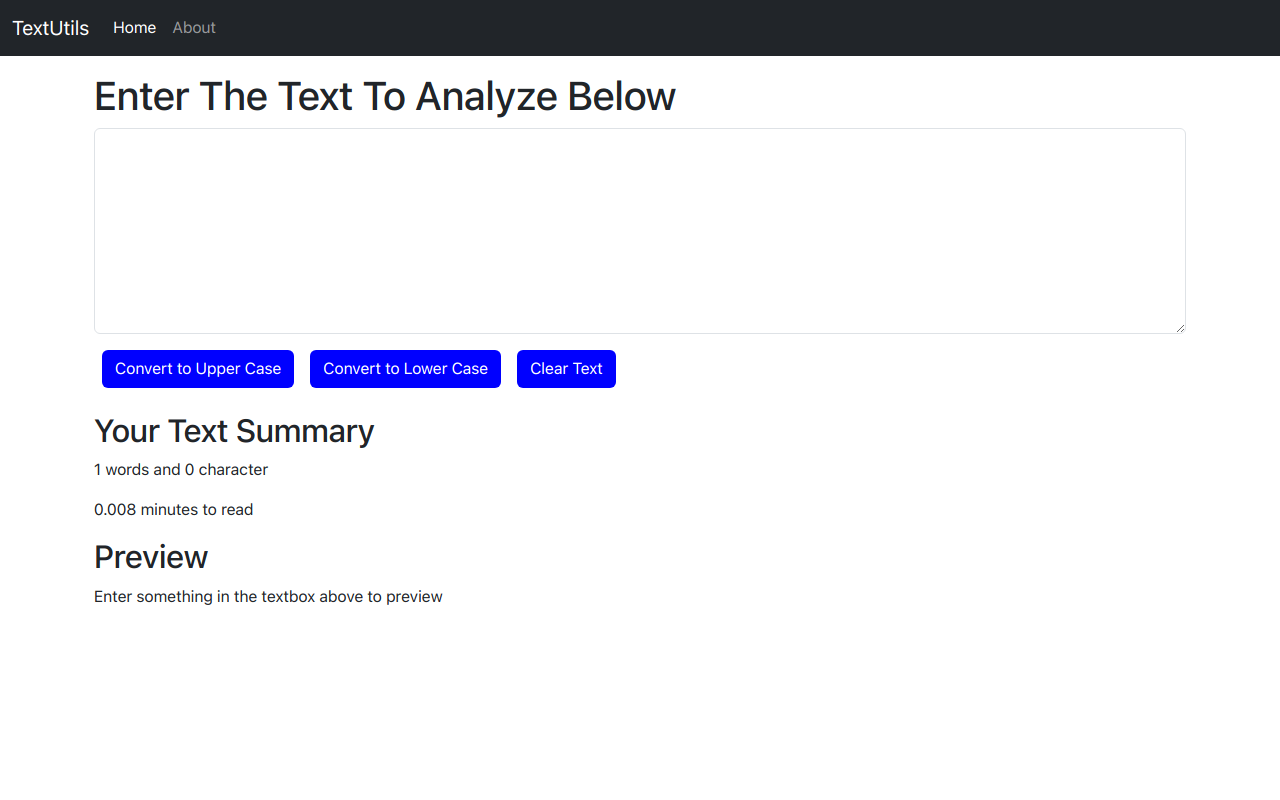 TextUtils Home About
Enter The Text To Analyze Below
Convert to Upper Case Convert to Lower Case Clear Text
Your Text Summary
1 words and 0 character
0.008 minutes to read
Preview
Enter something in the textbox above to preview